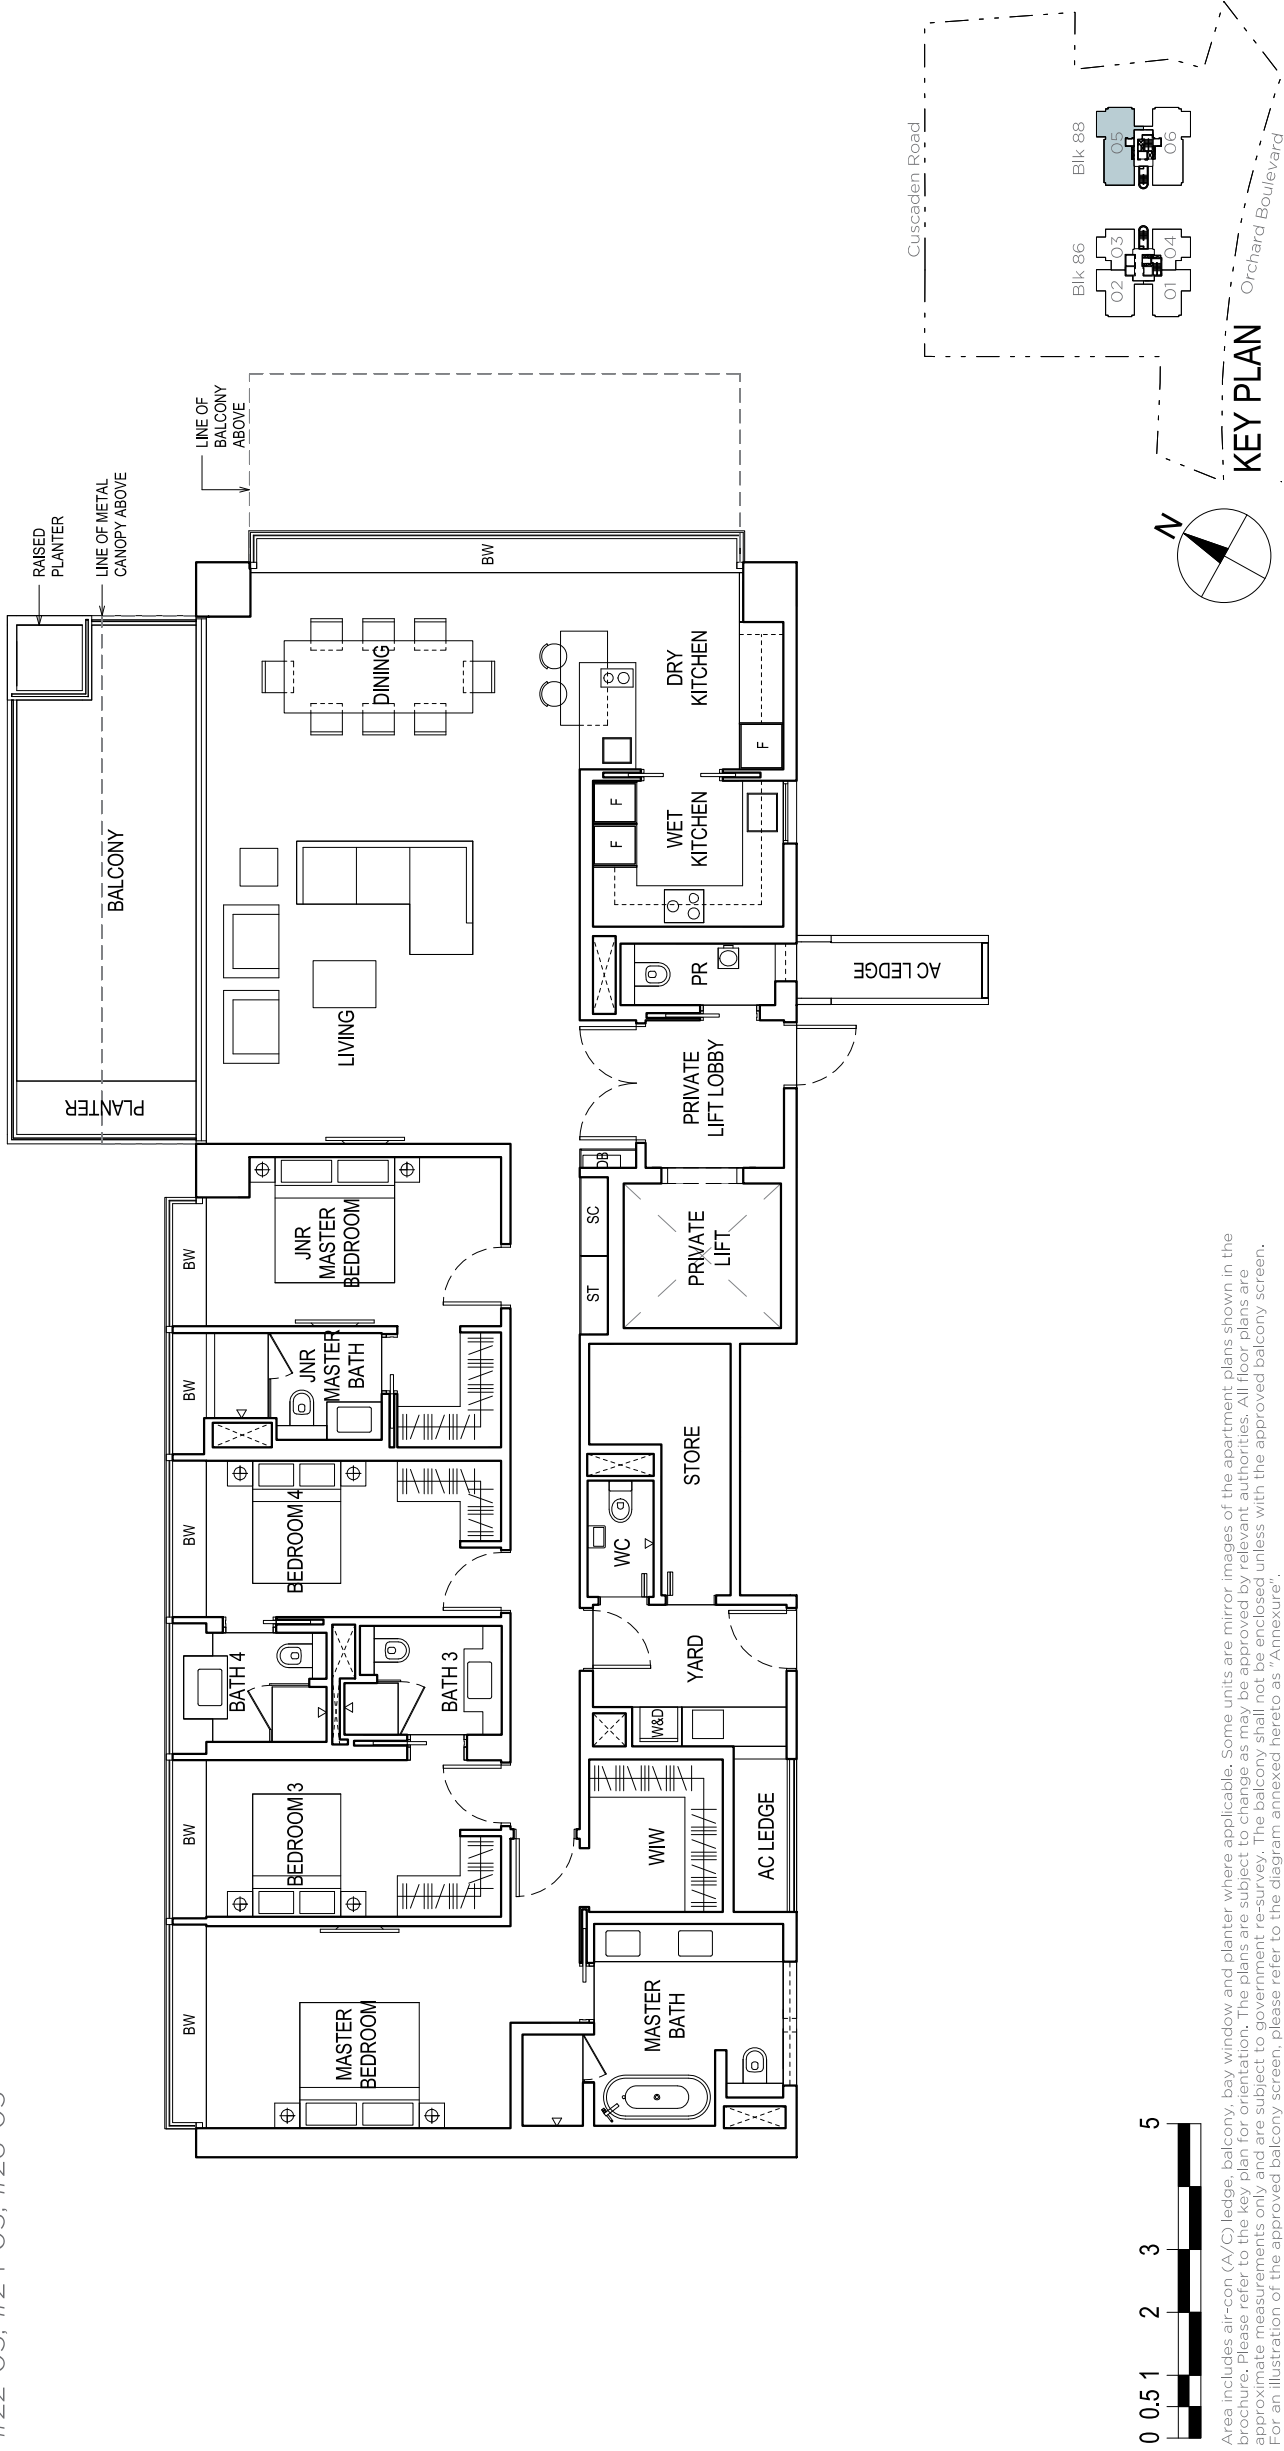 RAISED
PLANTER
LINE OF METAL
CANOPY ABOVE
LINE OF
BALCONY
ABOVE
BALCONY
PLANTER
LIVING
DINING
BW
DRY
KITCHEN
WET
KITCHEN
F
F
F
PR
AC LEDGE
PRIVATE
LIFT LOBBY
DB
SC
ST
PRIVATE
LIFT
JNR
MASTER
BEDROOM
BW
JNR
MASTER
BATH
BW
BEDROOM 4
BW
BATH 4
BATH 3
BEDROOM 3
BW
MASTER
BEDROOM
BW
STORE
WC
YARD
W&D
WIW
AC LEDGE
MASTER
BATH
Cuscaden Road
Blk 86
Blk 88
02
03
05
01
04
06
Orchard Boulevard
KEY PLAN
N
0 0.5 1 2 3 5
Area includes air-con (A/C) ledge, balcony, bay window and planter where applicable. Some units are mirror images of the apartment plans shown in the
brochure. Please refer to the key plan for orientation. The plans are subject to change as may be approved by relevant authorities. All floor plans are
approximate measurements only and are subject to government re-survey. The balcony shall not be enclosed unless with the approved balcony screen.
For an illustration of the approved balcony screen, please refer to the diagram annexed hereto as "Annexure".